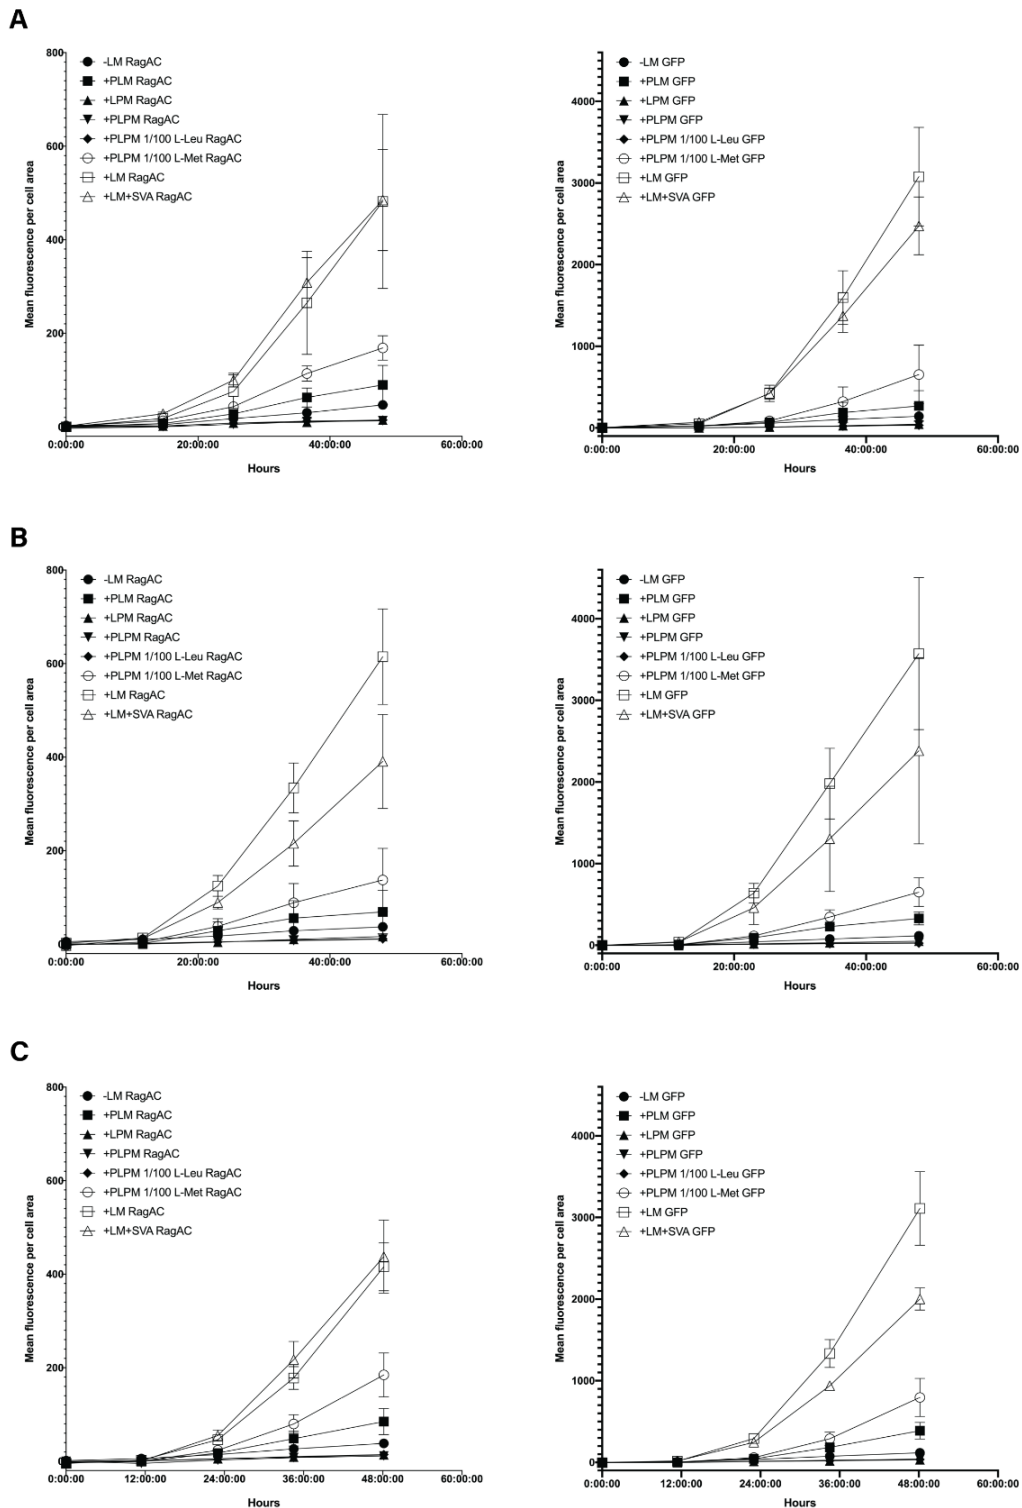 A
Mean fluorescence per cell area
800
600
400
200
0
0:00:00 20:00:00 40:00:00 60:00:00
Hours
-LM RagAC
+PLM RagAC
+LPM RagAC
+PLPM RagAC
+PLPM 1/100 L-Leu RagAC
+PLPM 1/100 L-Met RagAC
+LM RagAC
+LM+SVA RagAC
Mean fluorescence per cell area
4000
3000
2000
1000
0
0:00:00 20:00:00 40:00:00 60:00:00
Hours
-LM GFP
+PLM GFP
+LPM GFP
+PLPM GFP
+PLPM 1/100 L-Leu GFP
+PLPM 1/100 L-Met GFP
+LM GFP
+LM+SVA GFP
B
Mean fluorescence per cell area
800
600
400
200
0
0:00:00 20:00:00 40:00:00 60:00:00
Hours
-LM RagAC
+PLM RagAC
+LPM RagAC
+PLPM RagAC
+PLPM 1/100 L-Leu RagAC
+PLPM 1/100 L-Met RagAC
+LM RagAC
+LM+SVA RagAC
Mean fluorescence per cell area
4000
3000
2000
1000
0
0:00:00 20:00:00 40:00:00 60:00:00
Hours
-LM GFP
+PLM GFP
+LPM GFP
+PLPM GFP
+PLPM 1/100 L-Leu GFP
+PLPM 1/100 L-Met GFP
+LM GFP
+LM+SVA GFP
C
Mean fluorescence per cell area
800
600
400
200
0
0:00:00 12:00:00 24:00:00 36:00:00 48:00:00 60:00:00
Hours
-LM RagAC
+PLM RagAC
+LPM RagAC
+PLPM RagAC
+PLPM 1/100 L-Leu RagAC
+PLPM 1/100 L-Met RagAC
+LM RagAC
+LM+SVA RagAC
Mean fluorescence per cell area
4000
3000
2000
1000
0
0:00:00 12:00:00 24:00:00 36:00:00 48:00:00 60:00:00
Hours
-LM GFP
+PLM GFP
+LPM GFP
+PLPM GFP
+PLPM 1/100 L-Leu GFP
+PLPM 1/100 L-Met GFP
+LM GFP
+LM+SVA GFP